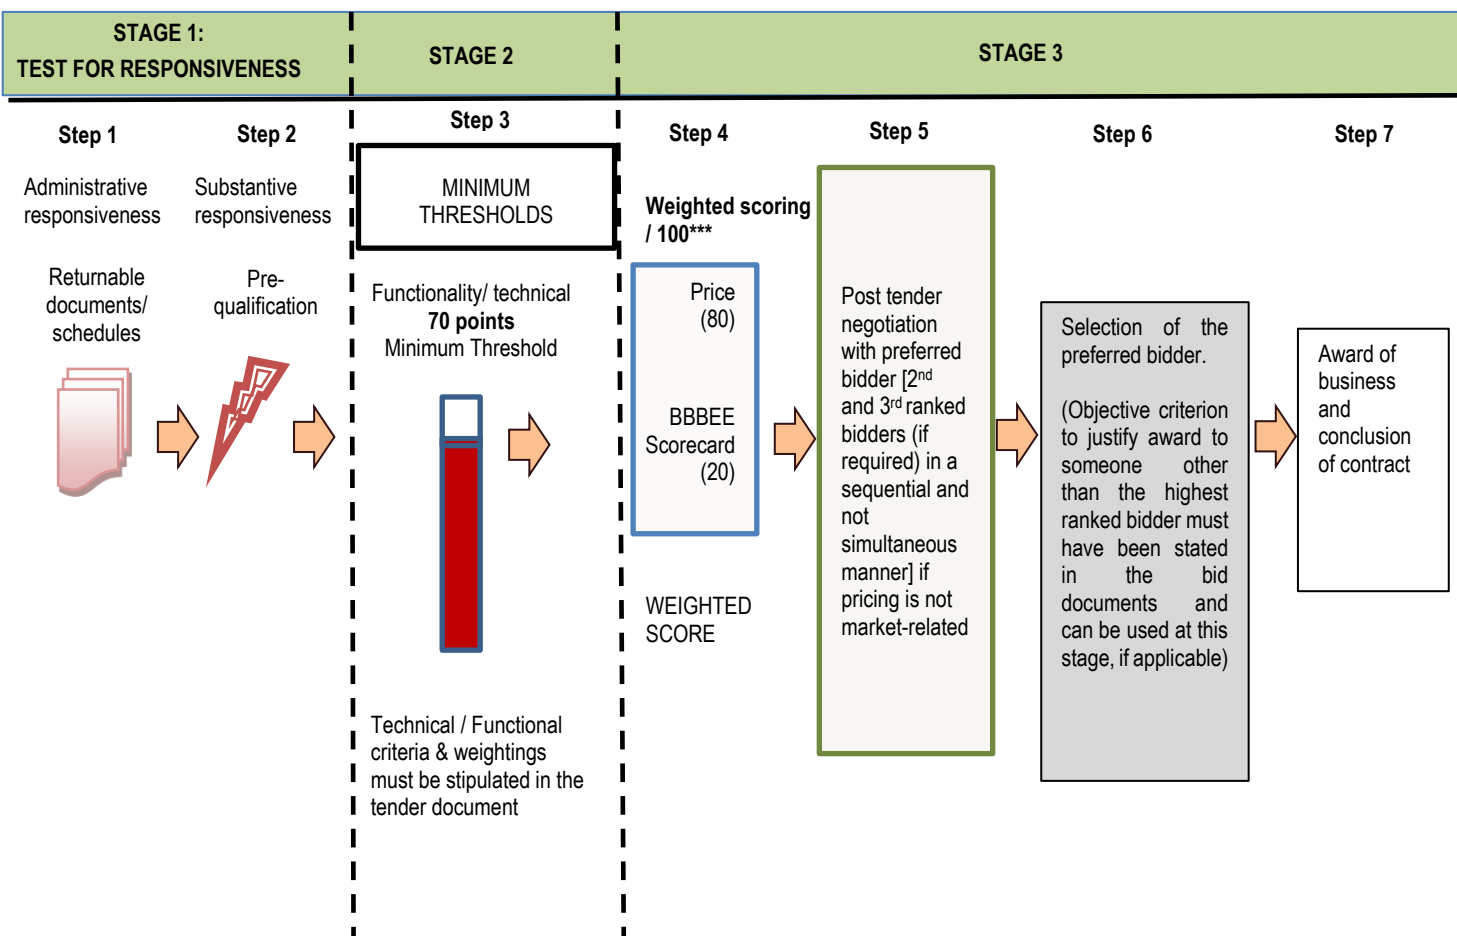 STAGE 1:
TEST FOR RESPONSIVENESS
STAGE 2
STAGE 3
Step 1
Step 2
Step 3
Step 4
Step 5
Step 6
Step 7
Administrative
responsiveness
Returnable
documents/
schedules
Substantive
responsiveness
Pre-
qualification
MINIMUM
THRESHOLDS
Functionality/ technical
70 points
Minimum Threshold
Technical / Functional
criteria & weightings
must be stipulated in the
tender document
Weighted scoring
/ 100***
Price
(80)
BBBEE
Scorecard
(20)
WEIGHTED
SCORE
Post tender
negotiation
with preferred
bidder [2nd
and 3rd ranked
bidders (if
required) in a
sequential and
not
simultaneous
manner] if
pricing is not
market-related
Selection of the
preferred bidder.
(Objective criterion
to justify award to
someone other
than the highest
ranked bidder must
have been stated
in the bid
documents and
can be used at this
stage, if applicable)
Award of
business
and
conclusion
of contract